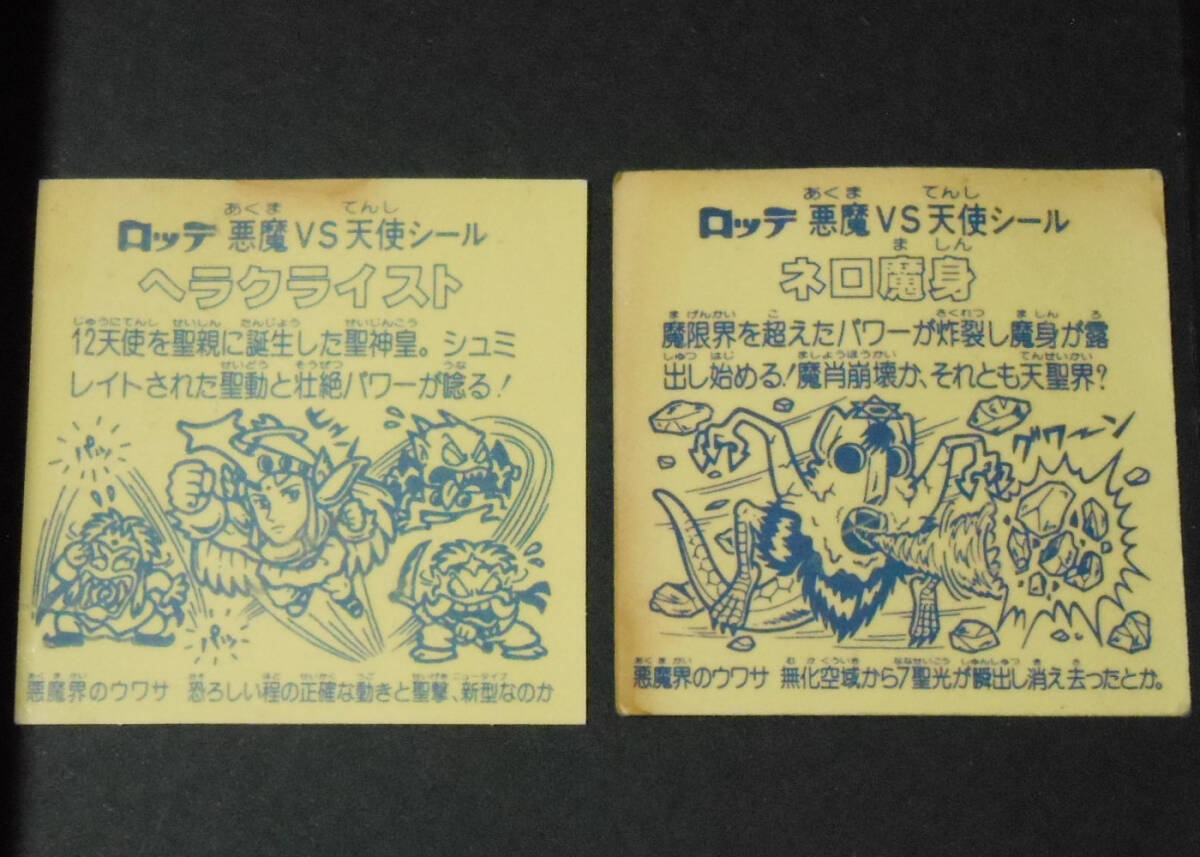 あくま てんし
ロッテ 悪魔VS天使シール
ヘラクライスト
じゅうにてんし せいしん たんじょう せいじんこう
12天使を聖親に誕生した聖神皇。シュミ
せいどう そうぜつ うな
レイトされた聖動と壮絶パワーが唸る!
パッ
ヒュ
パッ
あくまかい おそ ほど せいかく うご せいげき ニュータイプ
悪魔界のウワサ 恐ろしい程の正確な動きと聖撃、新型なのか
あくま てんし
ロッテ 悪魔VS天使シール
ましん
ネロ魔身
まげんかい こ さくれつ ましん ろ
魔限界を超えたパワーが炸裂し魔身が露
しゅつ はじ ましょうほうかい てんせいかい
出し始める!魔肖崩壊か、それとも天聖界?
グワーン
あくまかい むかくういき ななせいこう しゅんしゅつ き さ
悪魔界のウワサ 無化空域から7聖光が瞬出し消え去ったとか。